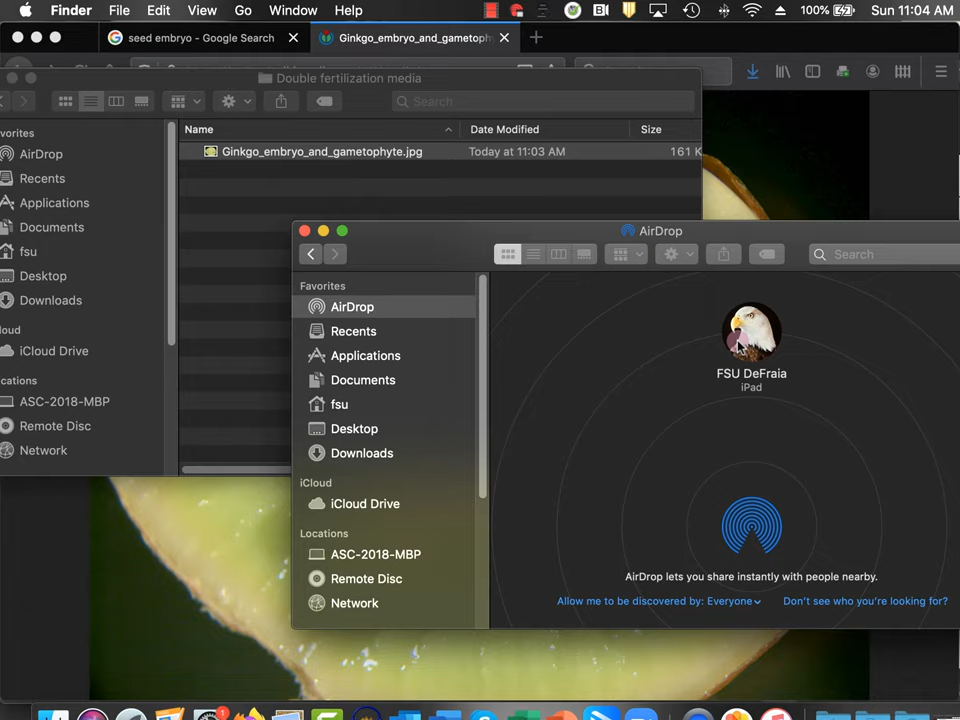 Finder File Edit View Go Window Help 100% Sun 11:04 AM
seed embryo - Google Search
Ginkgo_embryo_and_gametoph
Double fertilization media
Search
avorites
AirDrop
Recents
Applications
Documents
fsu
Desktop
Downloads
loud
iCloud Drive
ocations
ASC-2018-MBP
Remote Disc
Network
Name Date Modified Size
Ginkgo_embryo_and_gametophyte.jpg Today at 11:03 AM 161 K
AirDrop
Search
Favorites
AirDrop
Recents
Applications
Documents
fsu
Desktop
Downloads
iCloud
iCloud Drive
Locations
ASC-2018-MBP
Remote Disc
Network
FSU DeFraia
iPad
AirDrop lets you share instantly with people nearby.
Allow me to be discovered by: Everyone Don't see who you're looking for?